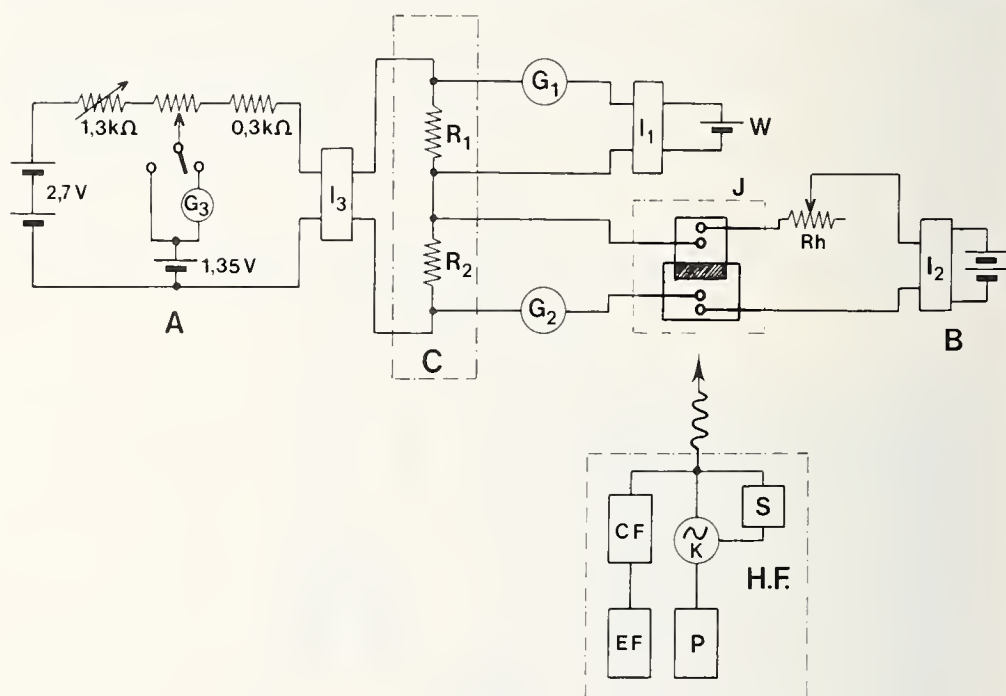 G₁
W
I₁
R₁
1,3kΩ
0,3kΩ
I₃
G₃
2,7V
1,35V
J
Rh
R₂
I₂
G₂
A
C
B
S
CF
K
H.F.
EF
P